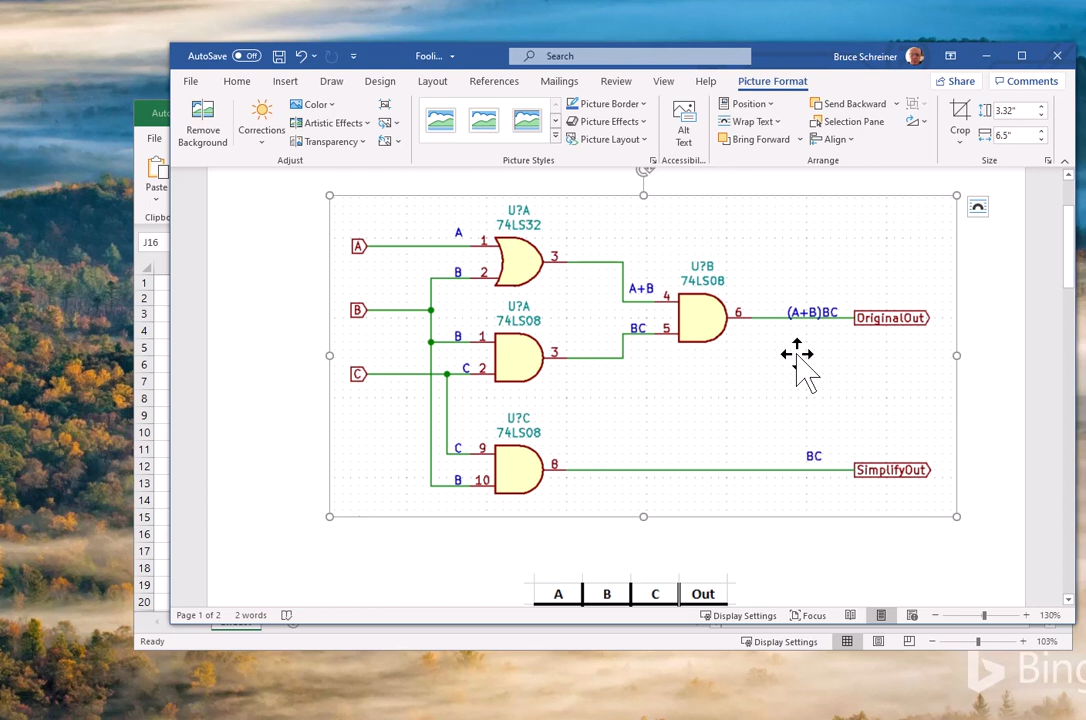 AutoSave Off Fooli... Search Bruce Schreiner
File Home Insert Draw Design Layout References Mailings Review View Help Picture Format Share Comments
Remove Background
Corrections
Color
Artistic Effects
Transparency
Adjust
Picture Border
Picture Effects
Picture Layout
Picture Styles
Alt Text
Accessibil...
Position
Wrap Text
Bring Forward
Send Backward
Selection Pane
Align
Arrange
Crop
3.32"
6.5"
Size
Auto
File
Paste
Clipbo
J16
1
2
3
4
5
6
7
8
9
10
11
12
13
14
15
16
17
18
19
20
U?A
74LS32
A
A 1
3
B 2
U?B
74LS08
A+B 4
B
U?A
74LS08
6 (A+B)BC OriginalOut
BC 5
B 1
3
C
C 2
U?C
74LS08
C 9
BC
8 SimplifyOut
B 10
A B C Out
Page 1 of 2 2 words Display Settings Focus 130%
Ready Display Settings 103%
Bing